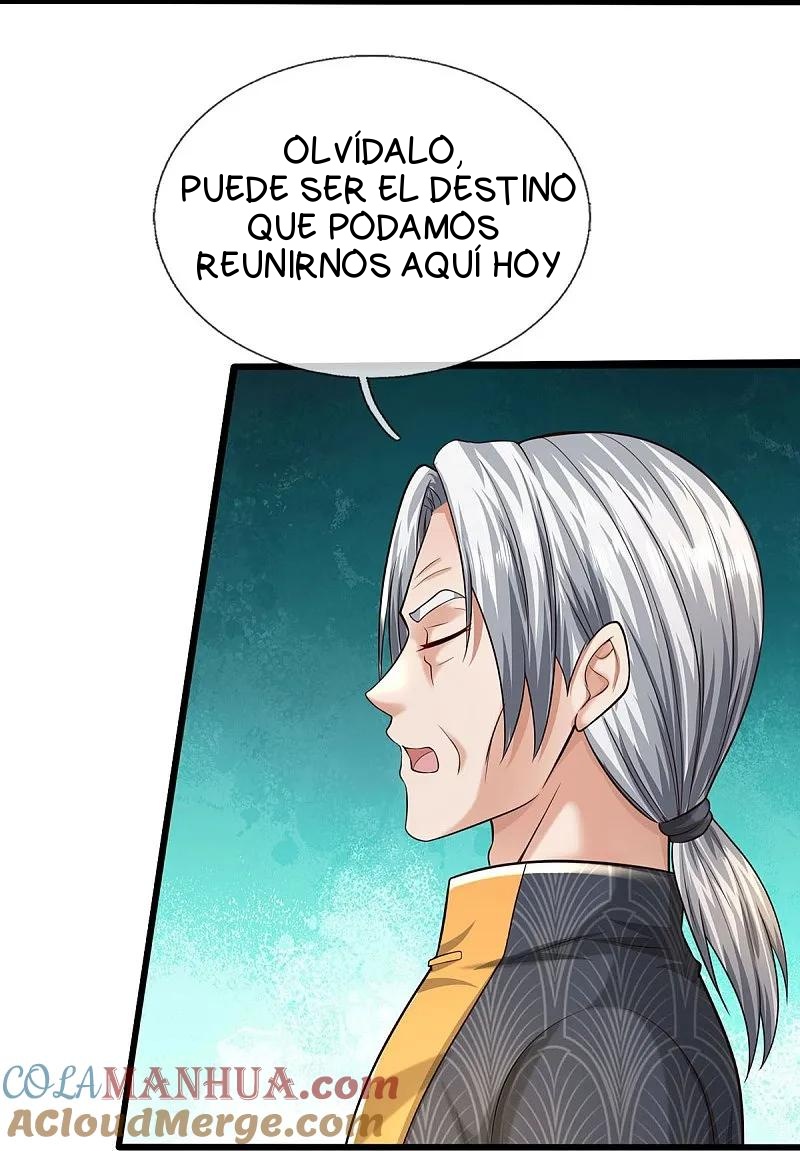 OLVÍDALO,
PUEDE SER EL DESTINO
QUE PODAMOS
REUNIRNOS AQUÍ HOY
COLAMANHUA.com
ACloudMerge.com